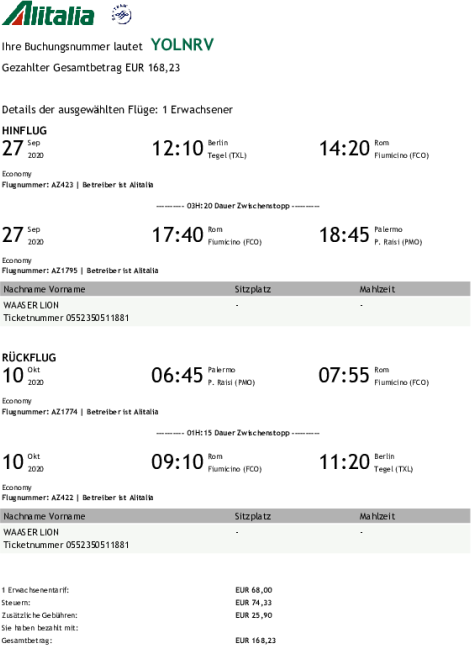 Alitalia
Ihre Buchungsnummer lautet YOLNRV
Gezahlter Gesamtbetrag EUR 168,23
Details der ausgewählten Flüge: 1 Erwachsener
HINFLUG
27 Sep 2020 12:10 Berlin Tegel (TXL) 14:20 Rom Fiumicino (FCO)
Economy
Flugnummer: AZ423 | Betreiber ist Alitalia
----------- 03H:20 Dauer Zwischenstopp -----------
27 Sep 2020 17:40 Rom Fiumicino (FCO) 18:45 Palermo P. Raisi (PMO)
Economy
Flugnummer: AZ1795 | Betreiber ist Alitalia
Nachname Vorname Sitzplatz Mahlzeit
WAASER LION - -
Ticketnummer 0552350511881
RÜCKFLUG
10 Okt 2020 06:45 Palermo P. Raisi (PMO) 07:55 Rom Fiumicino (FCO)
Economy
Flugnummer: AZ1774 | Betreiber ist Alitalia
----------- 01H:15 Dauer Zwischenstopp -----------
10 Okt 2020 09:10 Rom Fiumicino (FCO) 11:20 Berlin Tegel (TXL)
Economy
Flugnummer: AZ422 | Betreiber ist Alitalia
Nachname Vorname Sitzplatz Mahlzeit
WAASER LION - -
Ticketnummer 0552350511881
1 Erwachsenentarif: EUR 68,00
Steuern: EUR 74,33
Zusätzliche Gebühren: EUR 25,90
Sie haben bezahlt mit:
Gesamtbetrag: EUR 168,23